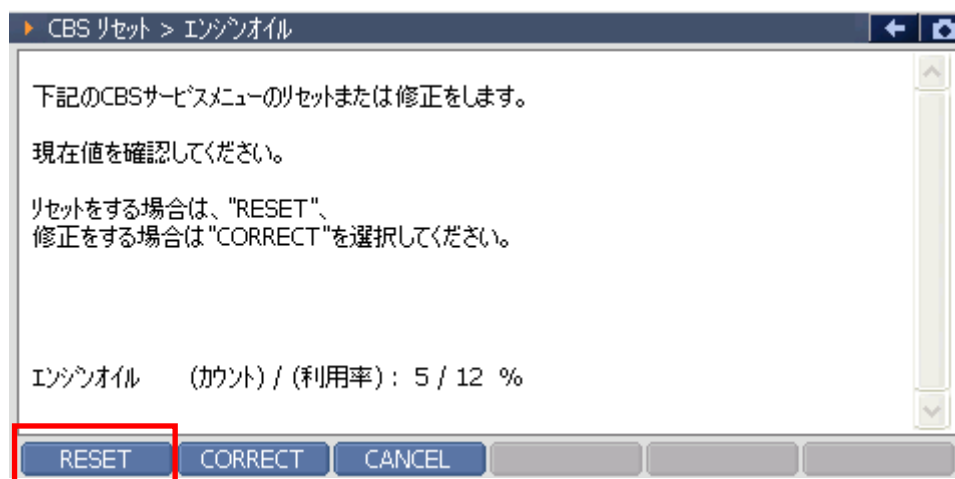 CBS ﾘｾｯﾄ > ｴﾝｼﾞﾝｵｲﾙ
下記のCBSｻｰﾋﾞｽﾒﾆｭｰのﾘｾｯﾄまたは修正をします。
現在値を確認してください。
ﾘｾｯﾄをする場合は、"RESET"、
修正をする場合は"CORRECT"を選択してください。
ｴﾝｼﾞﾝｵｲﾙ (ｶｳﾝﾄ) / (利用率) : 5 / 12 %
RESET CORRECT CANCEL